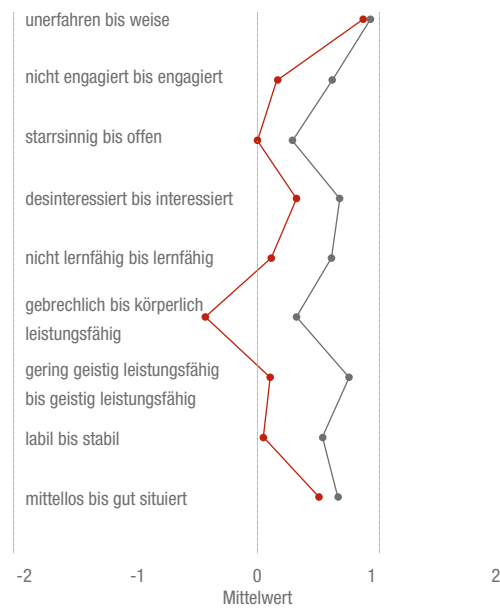 unerfahren bis weise
nicht engagiert bis engagiert
starrsinnig bis offen
desinteressiert bis interessiert
nicht lernfähig bis lernfähig
gebrechlich bis körperlich
leistungsfähig
gering geistig leistungsfähig
bis geistig leistungsfähig
labil bis stabil
mittellos bis gut situiert
-2 -1 0 1 2
Mittelwert